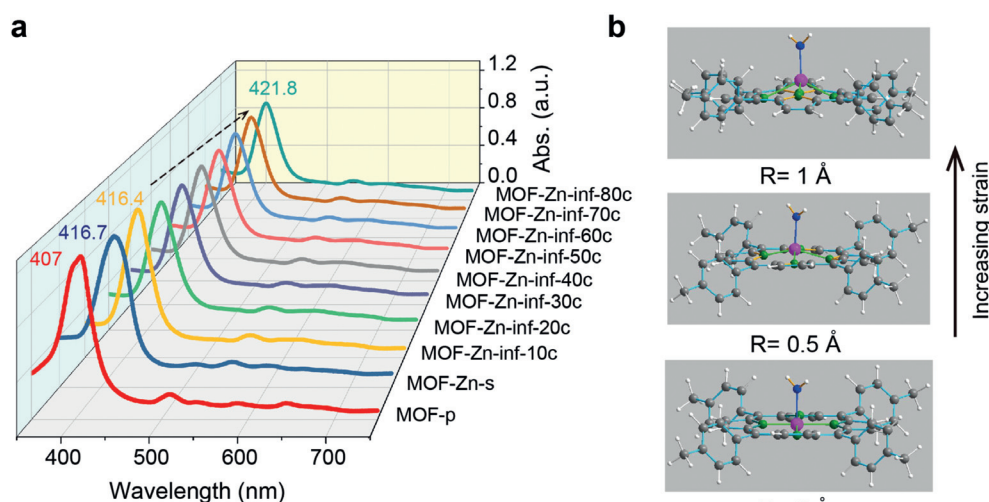 a
b
1.2
0.8
0.4
0.0
Abs. (a.u.)
421.8
416.4
416.7
407
MOF-Zn-inf-80c
MOF-Zn-inf-70c
MOF-Zn-inf-60c
MOF-Zn-inf-50c
MOF-Zn-inf-40c
MOF-Zn-inf-30c
MOF-Zn-inf-20c
MOF-Zn-inf-10c
MOF-Zn-s
MOF-p
400 500 600 700
Wavelength (nm)
R= 1 Å
R= 0.5 Å
Increasing strain